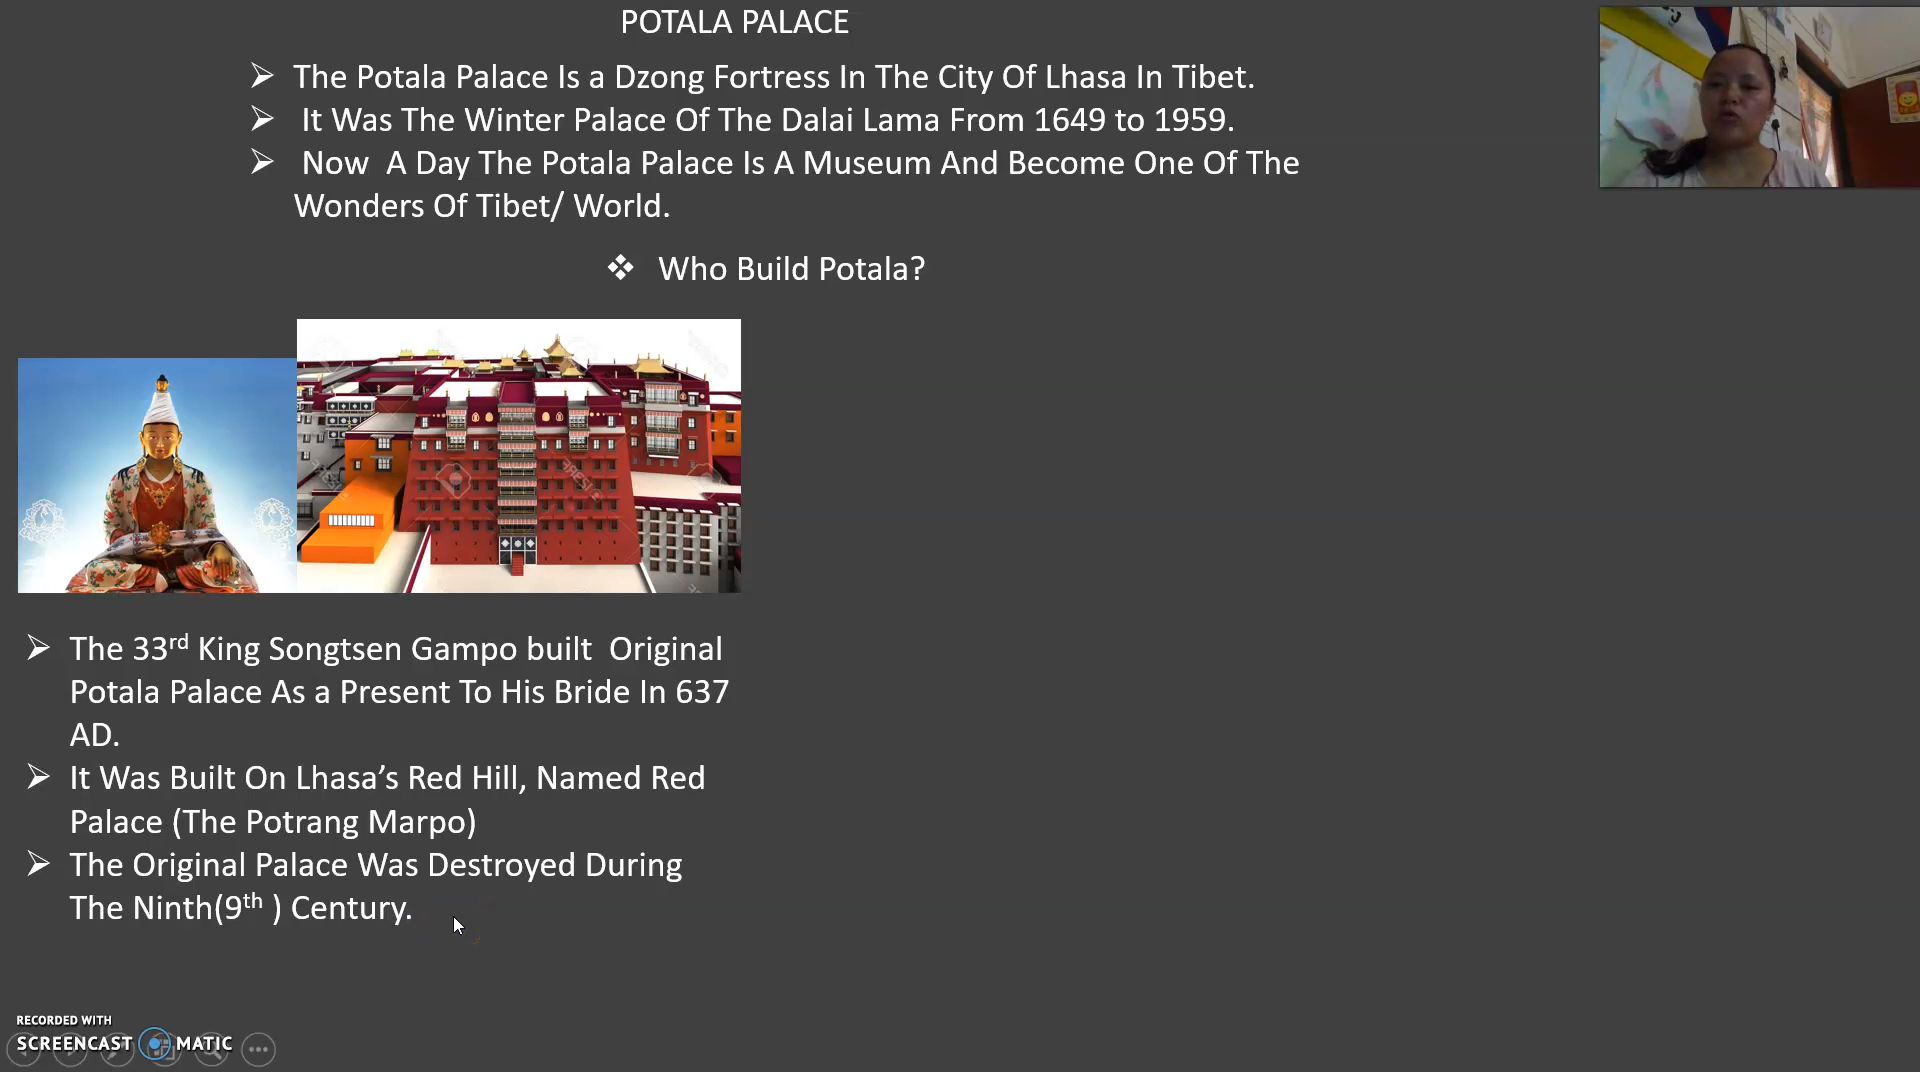 POTALA PALACE
➢ The Potala Palace Is a Dzong Fortress In The City Of Lhasa In Tibet.
➢ It Was The Winter Palace Of The Dalai Lama From 1649 to 1959.
➢ Now A Day The Potala Palace Is A Museum And Become One Of The
Wonders Of Tibet/ World.
❖ Who Build Potala?
➢ The 33rd King Songtsen Gampo built Original
Potala Palace As a Present To His Bride In 637
AD.
➢ It Was Built On Lhasa’s Red Hill, Named Red
Palace (The Potrang Marpo)
➢ The Original Palace Was Destroyed During
The Ninth(9th ) Century.
RECORDED WITH
SCREENCAST MATIC